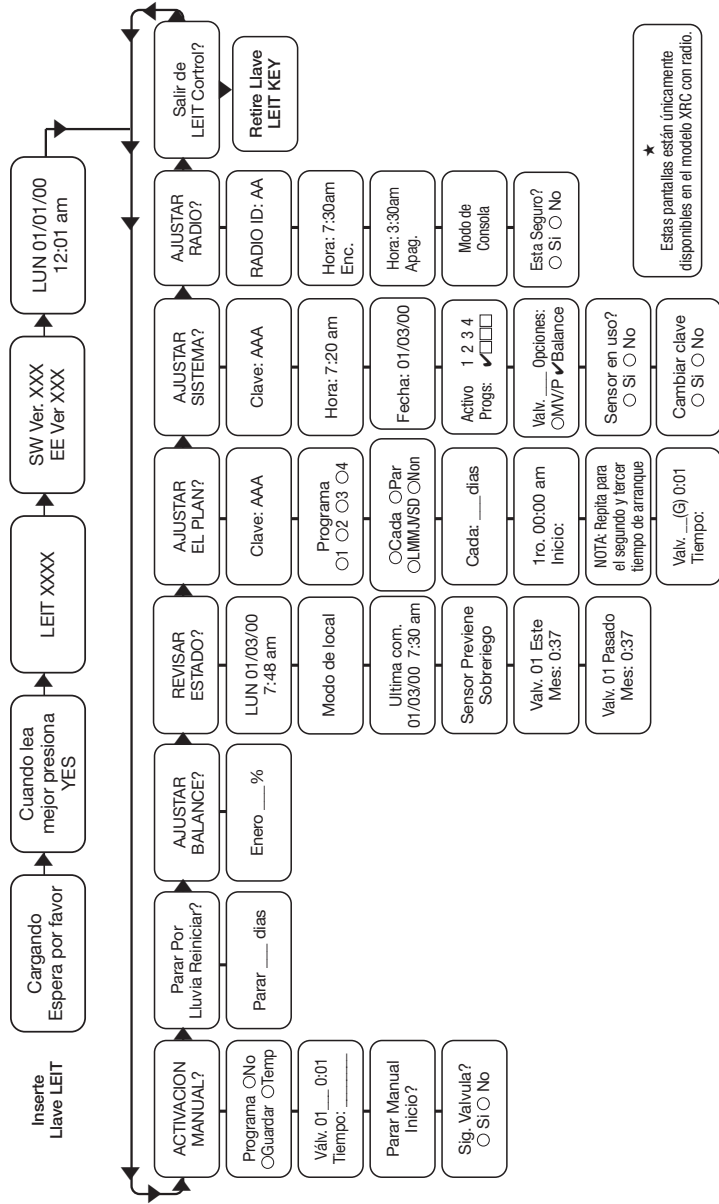 Inserte
Llave LEIT
Cargando
Espera por favor
Cuando lea
mejor presiona
YES
LEIT XXXX
SW Ver. XXX
EE Ver XXX
LUN 01/01/00
12:01 am
ACTIVACION
MANUAL?
Programa ○No
○Guardar ○Temp
Válv. 01___ 0:01
Tiempo: _______
Parar Manual
Inicio?
Sig. Valvula?
○ Si ○ No
Parar Por
Lluvia Reiniciar?
Parar ___ dias
AJUSTAR
BALANCE?
Enero ___%
REVISAR
ESTADO?
LUN 01/03/00
7:48 am
Modo de local
Ultima com.
01/03/00 7:30 am
Sensor Previene
Sobreriego
Valv. 01 Este
Mes: 0:37
Valv. 01 Pasado
Mes: 0:37
AJUSTAR
EL PLAN?
Clave: AAA
Programa
○1 ○2 ○3 ○4
○Cada ○Par
○LMMJVSD ○Non
Cada: ___dias
1ro. 00:00 am
Inicio:
NOTA: Repita para
el segundo y tercer
tiempo de arranque
Valv. __(G) 0:01
Tiempo:
AJUSTAR
SISTEMA?
Clave: AAA
Hora: 7:20 am
Fecha: 01/03/00
Activo 1 2 3 4
Progs: ✓□□□
Valv. ___ Opciones:
○MV/P ✓Balance
Sensor en uso?
○ Si ○ No
Cambiar clave
○ Si ○ No
AJUSTAR
RADIO?
RADIO ID: AA
Hora: 7:30am
Enc.
Hora: 3:30am
Apag.
Modo de
Consola
Esta Seguro?
○ Si ○ No
Salir de
LEIT Cortrol?
Retire Llave
LEIT KEY
★
Estas pantallas están únicamente
disponibles en el modelo XRC con radio.